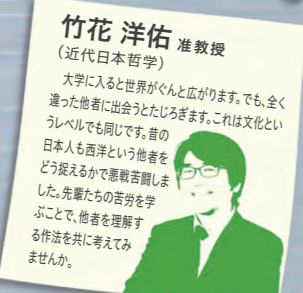 竹花 洋佑 准教授
(近代日本哲学)
大学に入ると世界がぐんと広がります。でも、全く
違った他者に出会うとたじろぎます。これは文化とい
うレベルでも同じです。昔の
日本人も西洋という他者を
どう捉えるかで悪戦苦闘しま
した。先輩たちの苦労を学
ぶことで、他者を理解す
る作法を共に考えてみ
ませんか。